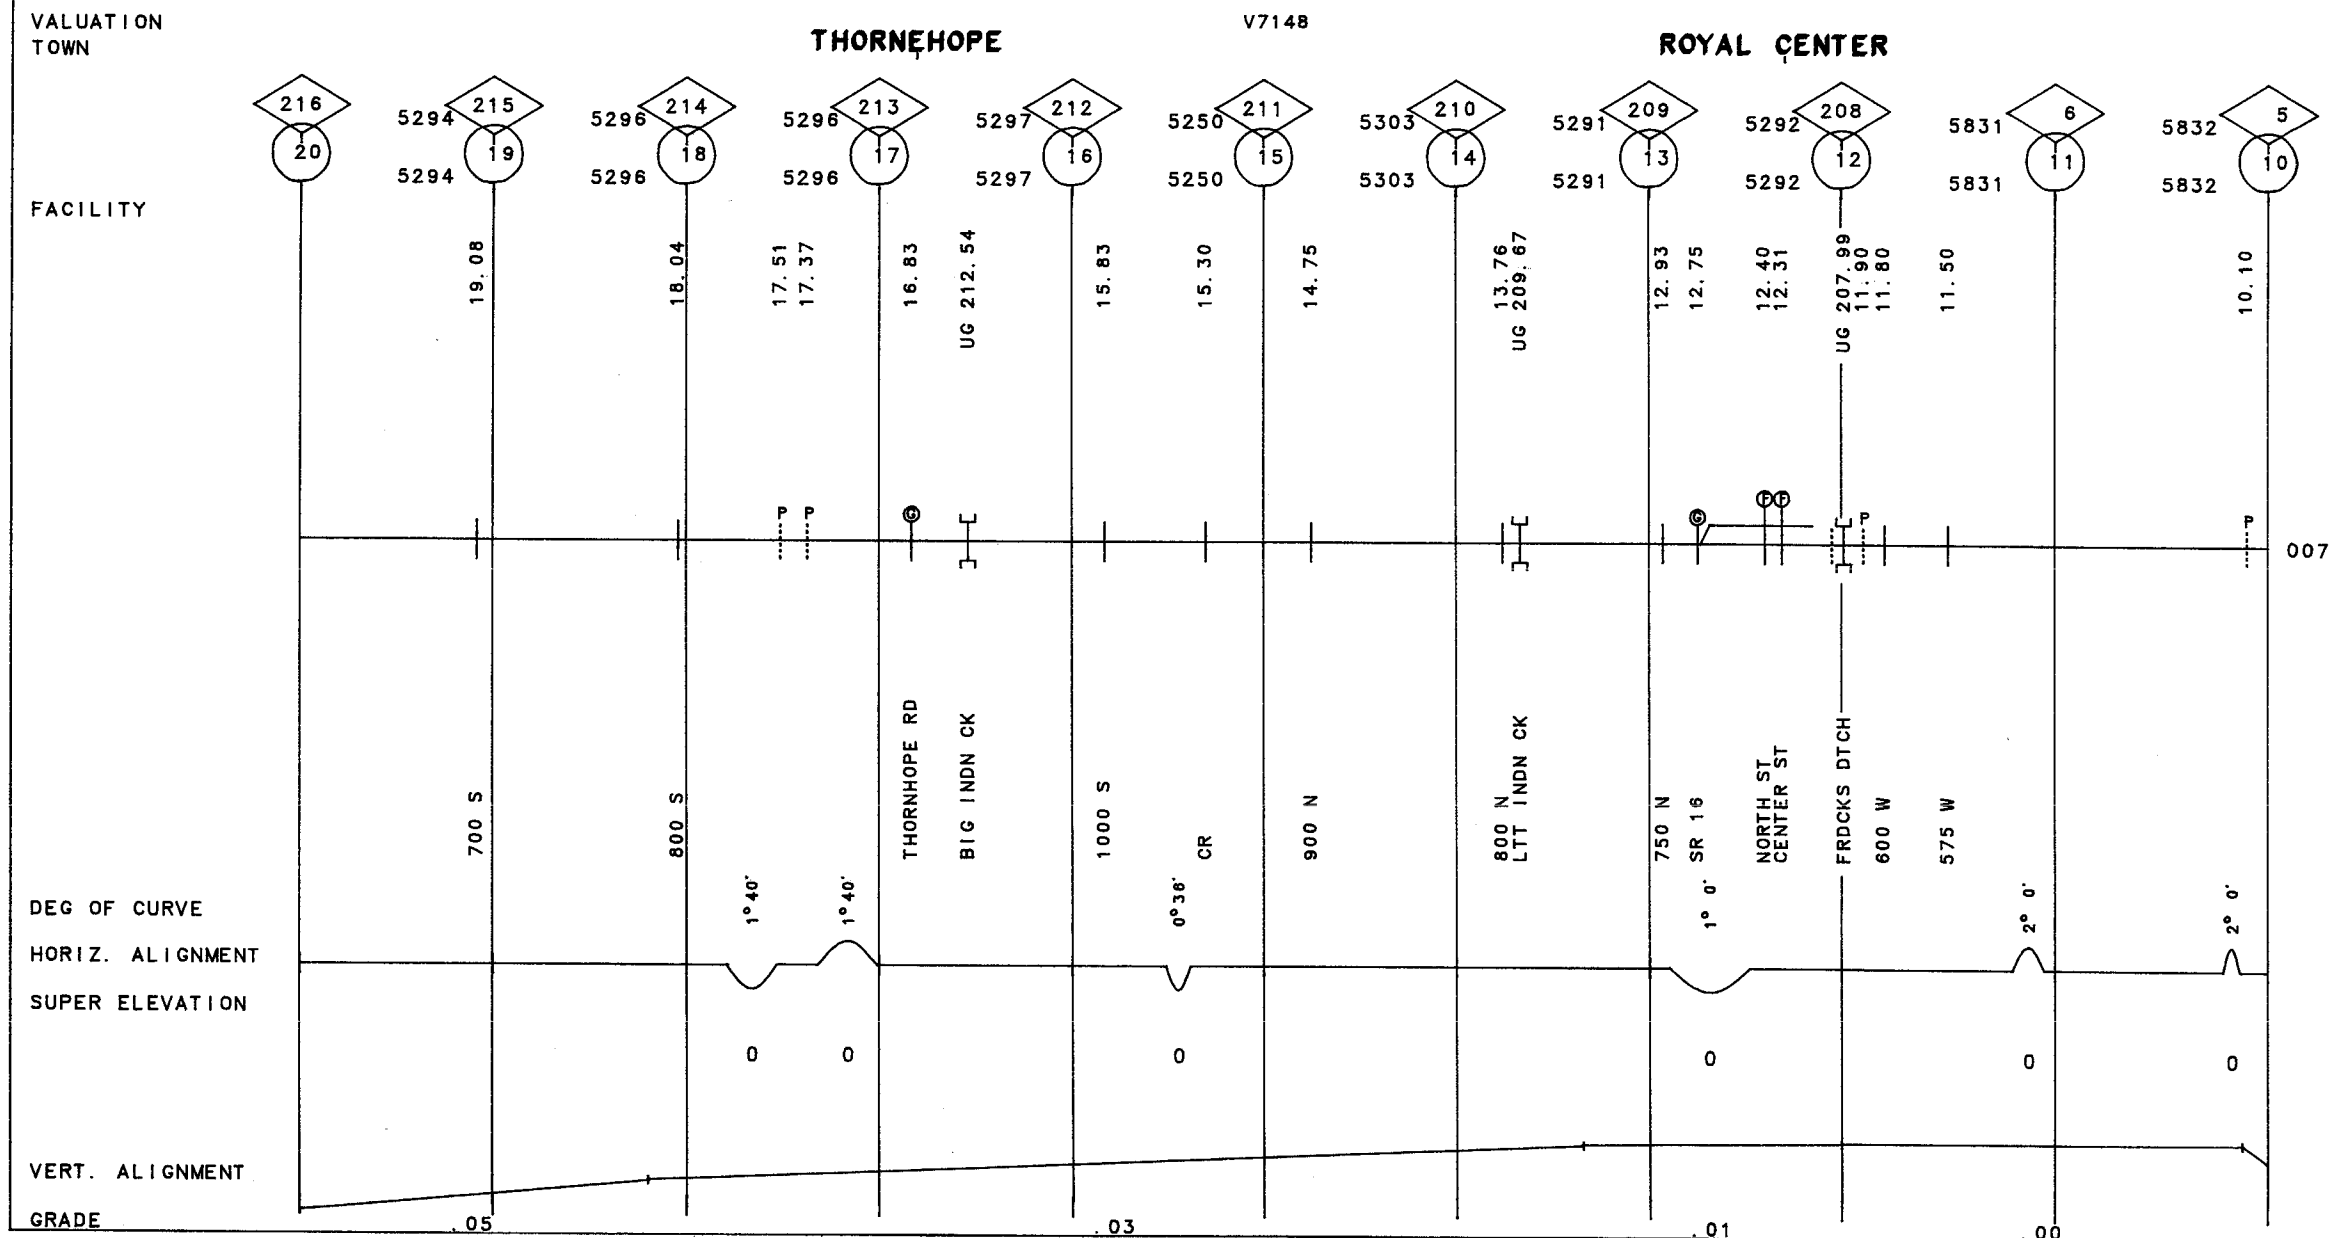 VALUATION
V7148
TOWN
THORNEHOPE
ROYAL CENTER
216
5294 215
5296 214
5296 213
5297 212
5250 211
5303 210
5291 209
5292 208
5831 6
5832 5
20
5294 19
5296 18
5296 17
5297 16
5250 15
5303 14
5291 13
5292 12
5831 11
5832 10
FACILITY
19.08
18.04
17.51
17.37
16.83
UG 212.54
15.83
15.30
14.75
13.76
UG 209.67
12.93
12.75
12.40
12.31
UG 207.99
11.90
11.80
11.50
10.10
P P
G
G
F F
P
P
007
700 S
800 S
THORNHOPE RD
BIG INDN CK
1000 S
CR
900 N
800 N
LTT INDN CK
750 N
SR 16
NORTH ST
CENTER ST
FRDCKS DTCH
600 W
575 W
DEG OF CURVE
1°40'
1°40'
0°36'
1° 0'
2° 0'
2° 0'
HORIZ. ALIGNMENT
SUPER ELEVATION
0
0
0
0
0
0
VERT. ALIGNMENT
GRADE
.05
.03
.01
.00